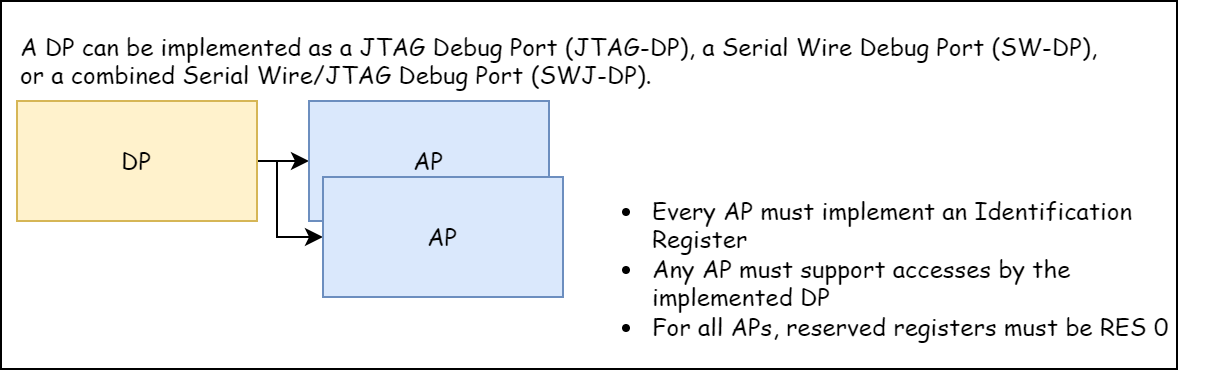 A DP can be implemented as a JTAG Debug Port (JTAG-DP), a Serial Wire Debug Port (SW-DP),
or a combined Serial Wire/JTAG Debug Port (SWJ-DP).
DP
AP
AP
• Every AP must implement an Identification
Register
• Any AP must support accesses by the
implemented DP
• For all APs, reserved registers must be RES 0